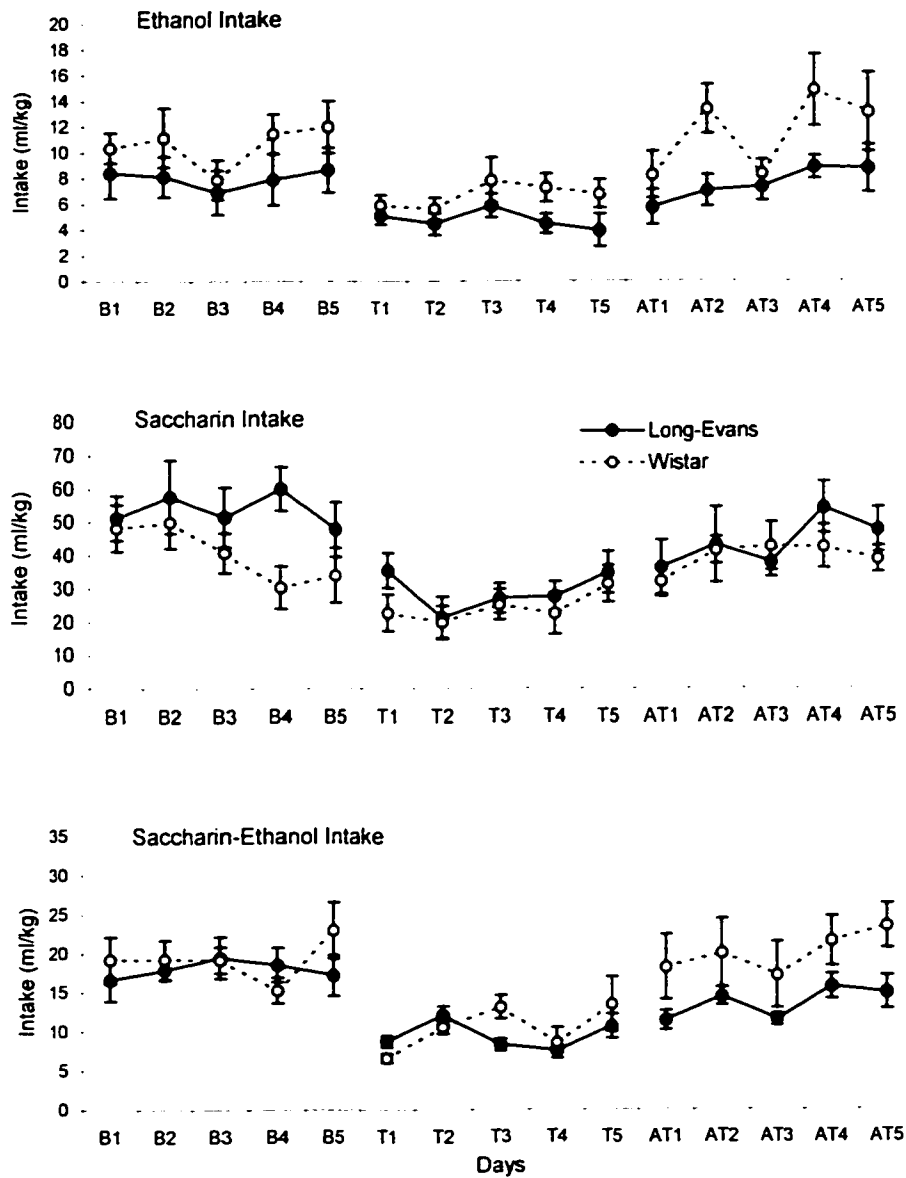 Ethanol Intake
20
18
16
14
12
10
8
6
4
2
0
Intake (ml/kg)
B1 B2 B3 B4 B5 T1 T2 T3 T4 T5 AT1 AT2 AT3 AT4 AT5
Saccharin Intake
Long-Evans
Wistar
80
70
60
50
40
30
20
10
0
Intake (ml/kg)
B1 B2 B3 B4 B5 T1 T2 T3 T4 T5 AT1 AT2 AT3 AT4 AT5
Saccharin-Ethanol Intake
35
30
25
20
15
10
5
0
Intake (ml/kg)
B1 B2 B3 B4 B5 T1 T2 T3 T4 T5 AT1 AT2 AT3 AT4 AT5
Days